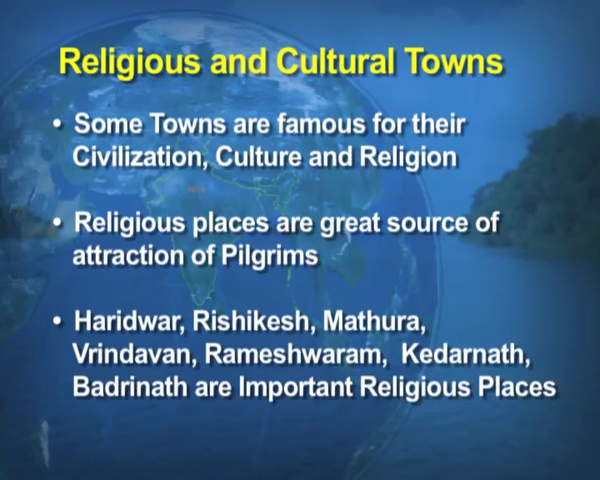 Religious and Cultural Towns
• Some Towns are famous for their
Civilization, Culture and Religion
• Religious places are great source of
attraction of Pilgrims
• Haridwar, Rishikesh, Mathura,
Vrindavan, Rameshwaram, Kedarnath,
Badrinath are Important Religious Places